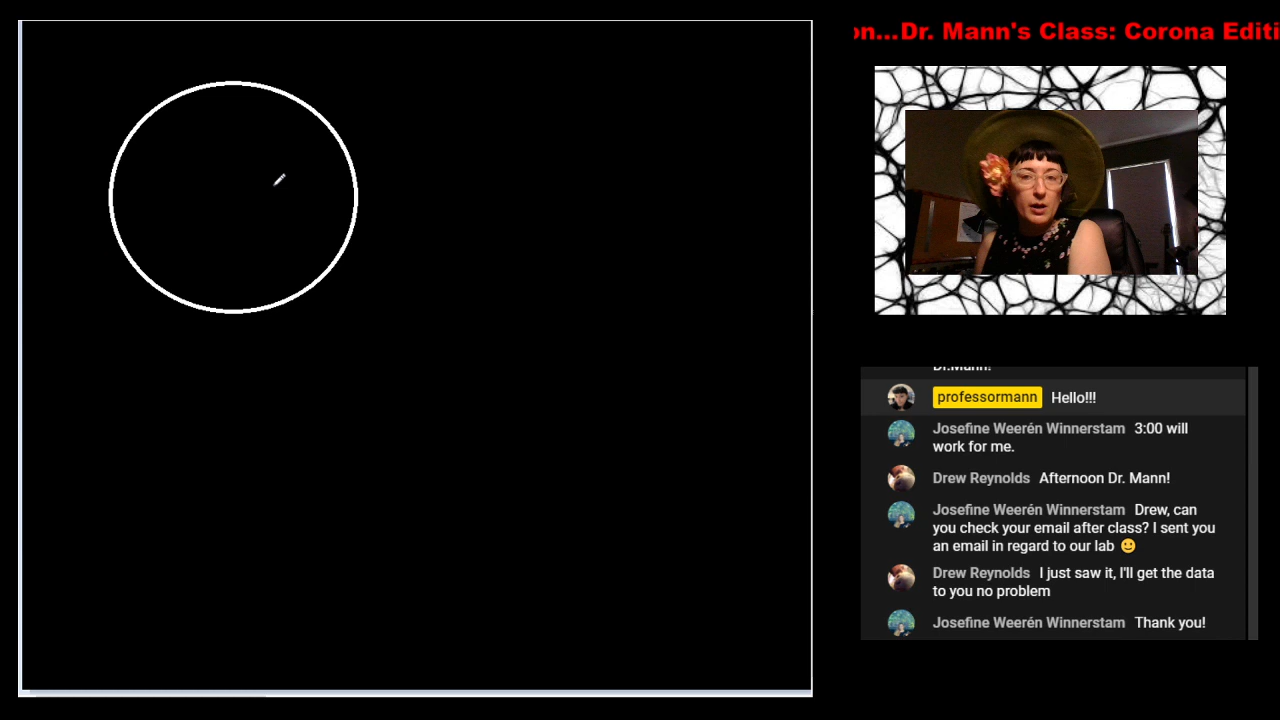 on...Dr. Mann's Class: Corona Editi
Dr.Mann!
professormann Hello!!!
Josefine Weerén Winnerstam 3:00 will
work for me.
Drew Reynolds Afternoon Dr. Mann!
Josefine Weerén Winnerstam Drew, can
you check your email after class? I sent you
an email in regard to our lab 🙂
Drew Reynolds I just saw it, I'll get the data
to you no problem
Josefine Weerén Winnerstam Thank you!